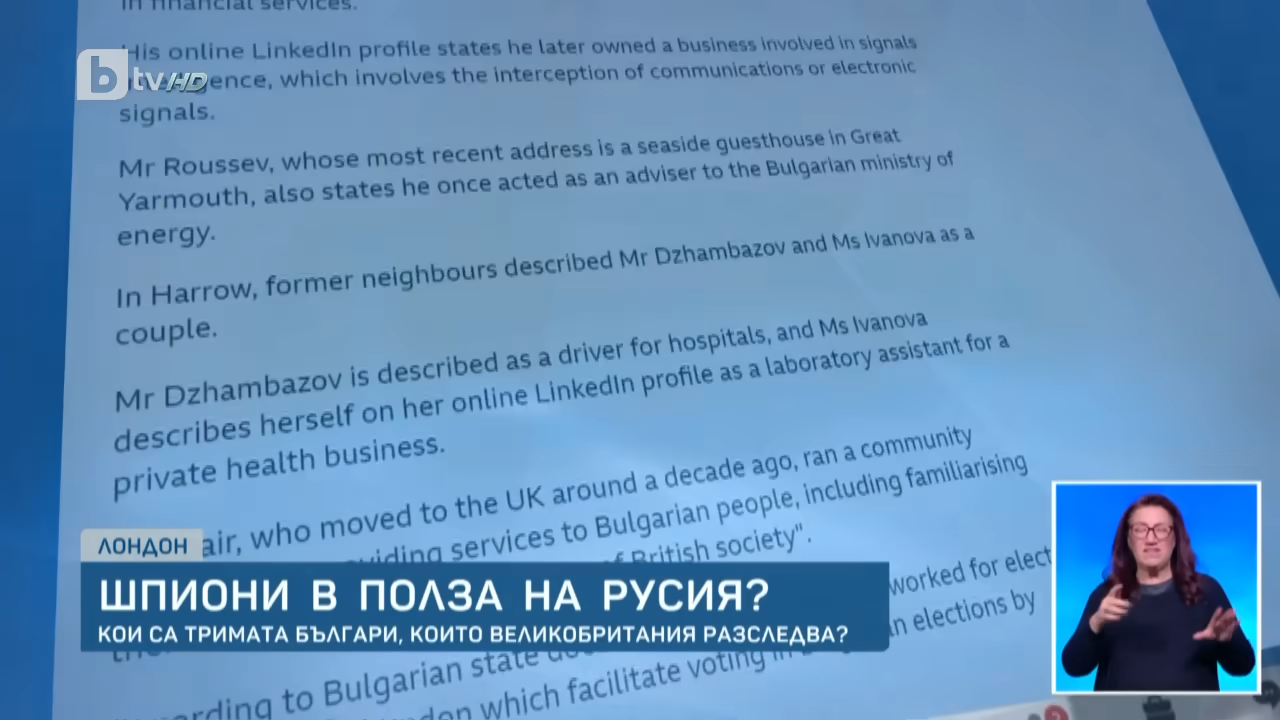 in financial services.
His online LinkedIn profile states he later owned a business involved in signals
btv HD
which involves the interception of communications or electronic
signals.
Mr Roussev, whose most recent address is a seaside guesthouse in Great
Yarmouth, also states he once acted as an adviser to the Bulgarian ministry of
energy.
In Harrow, former neighbours described Mr Dzhambazov and Ms Ivanova as a
couple.
Mr Dzhambazov is described as a driver for hospitals, and Ms Ivanova
describes herself on her online LinkedIn profile as a laboratory assistant for a
private health business.
air, who moved to the UK around a decade ago, ran a community
services to Bulgarian people, including familiarising
of British society".
worked for
elections by
to Bulgarian state
which facilitate voting in
ЛОНДОН
ШПИОНИ В ПОЛЗА НА РУСИЯ?
КОИ СА ТРИМАТА БЪЛГАРИ, КОИТО ВЕЛИКОБРИТАНИЯ РАЗСЛЕДВА?